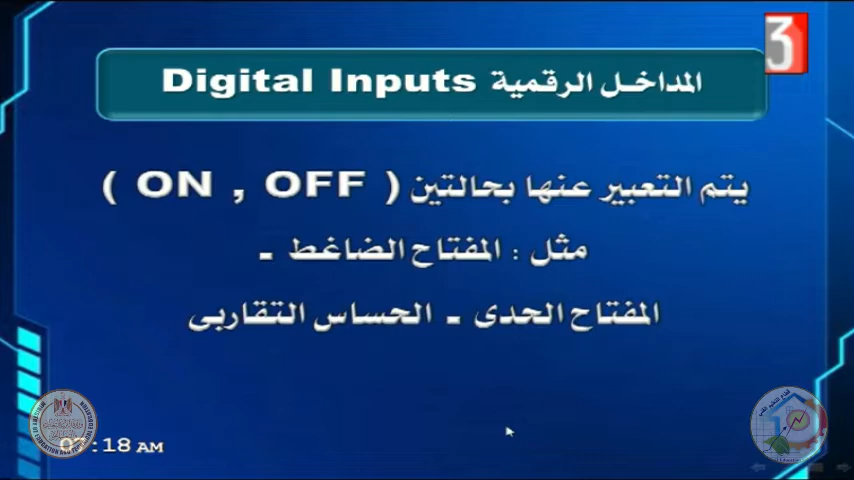 3
المداخل الرقمية Digital Inputs
يتم التعبير عنها بحالتين ( ON , OFF )
مثل : المفتاح الضاغط -
المفتاح الحدى - الحساس التقاربى
:18 AM